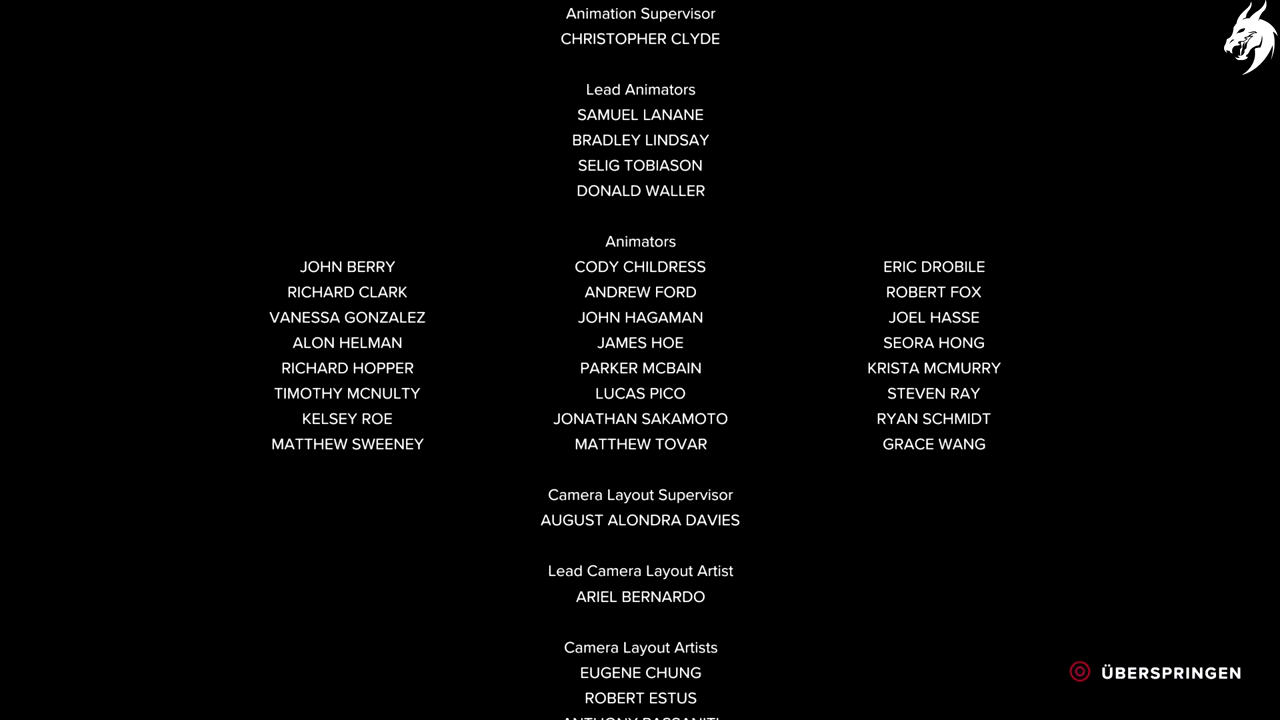 Animation Supervisor
CHRISTOPHER CLYDE
Lead Animators
SAMUEL LANANE
BRADLEY LINDSAY
SELIG TOBIASON
DONALD WALLER
Animators
JOHN BERRY CODY CHILDRESS ERIC DROBILE
RICHARD CLARK ANDREW FORD ROBERT FOX
VANESSA GONZALEZ JOHN HAGAMAN JOEL HASSE
ALON HELMAN JAMES HOE SEORA HONG
RICHARD HOPPER PARKER MCBAIN KRISTA MCMURRY
TIMOTHY MCNULTY LUCAS PICO STEVEN RAY
KELSEY ROE JONATHAN SAKAMOTO RYAN SCHMIDT
MATTHEW SWEENEY MATTHEW TOVAR GRACE WANG
Camera Layout Supervisor
AUGUST ALONDRA DAVIES
Lead Camera Layout Artist
ARIEL BERNARDO
Camera Layout Artists
EUGENE CHUNG
ROBERT ESTUS
ÜBERSPRINGEN